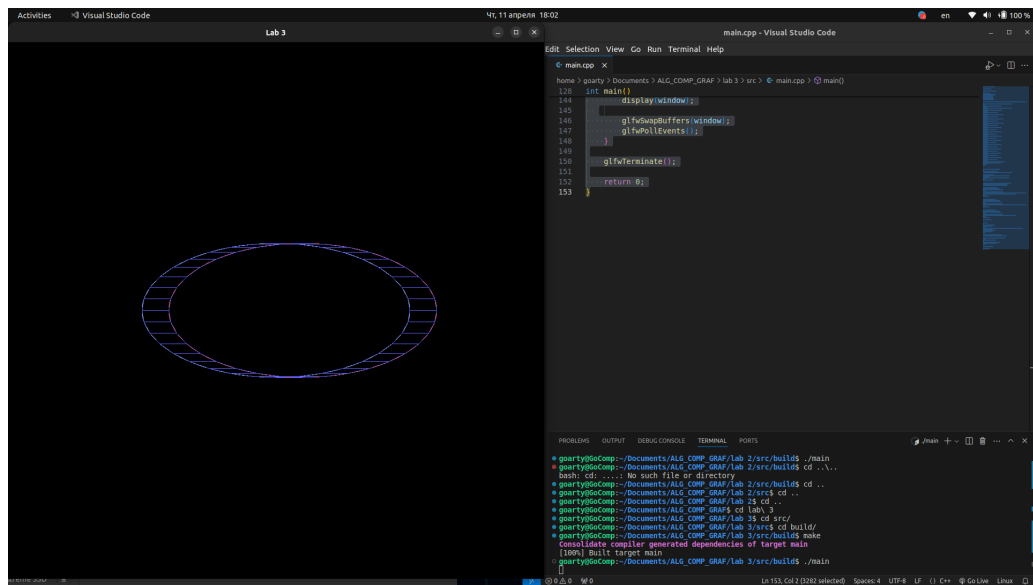 Activities Visual Studio Code Чт, 11 апреля 18:02 en 100 %
Lab 3
main.cpp - Visual Studio Code
Edit Selection View Go Run Terminal Help
main.cpp ×
home > goarty > Documents > ALG_COMP_GRAF > lab 3 > src > main.cpp > main()
128 int main()
144 display(window);
145
146 glfwSwapBuffers(window);
147 glfwPollEvents();
148 }
149
150 glfwTerminate();
151
152 return 0;
153 }
PROBLEMS OUTPUT DEBUG CONSOLE TERMINAL PORTS ./main
goarty@GoComp:~/Documents/ALG_COMP_GRAF/lab 2/src/build$ ./main
goarty@GoComp:~/Documents/ALG_COMP_GRAF/lab 2/src/build$ cd ..\..
bash: cd: ....: No such file or directory
goarty@GoComp:~/Documents/ALG_COMP_GRAF/lab 2/src/build$ cd ..
goarty@GoComp:~/Documents/ALG_COMP_GRAF/lab 2/src$ cd ..
goarty@GoComp:~/Documents/ALG_COMP_GRAF/lab 2$ cd ..
goarty@GoComp:~/Documents/ALG_COMP_GRAF$ cd lab\ 3
goarty@GoComp:~/Documents/ALG_COMP_GRAF/lab 3$ cd src/
goarty@GoComp:~/Documents/ALG_COMP_GRAF/lab 3/src$ cd build/
goarty@GoComp:~/Documents/ALG_COMP_GRAF/lab 3/src/build$ make
Consolidate compiler generated dependencies of target main
[100%] Built target main
goarty@GoComp:~/Documents/ALG_COMP_GRAF/lab 3/src/build$ ./main
0 0 0 Ln 153, Col 2 (3282 selected) Spaces: 4 UTF-8 LF {} C++ Go Live Linux